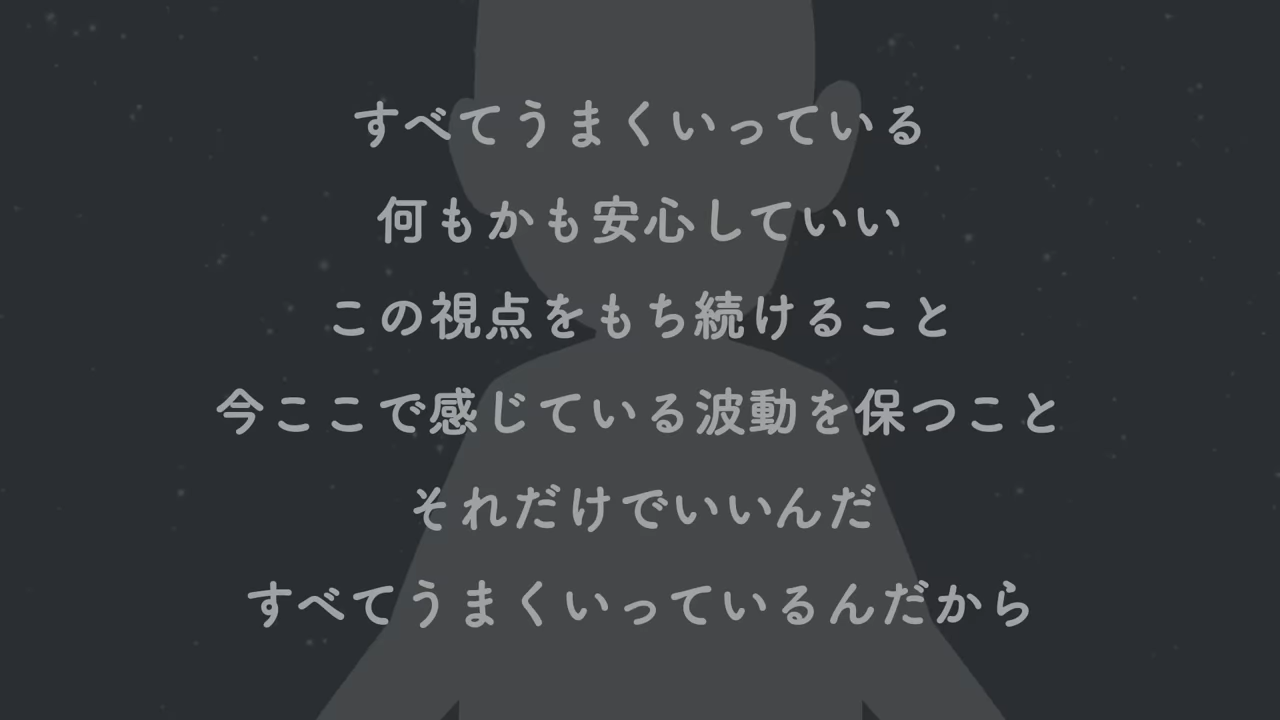 すべてうまくいっている
何もかも安心していい
この視点をもち続けること
今ここで感じている波動を保つこと
それだけでいいんだ
すべてうまくいっているんだから